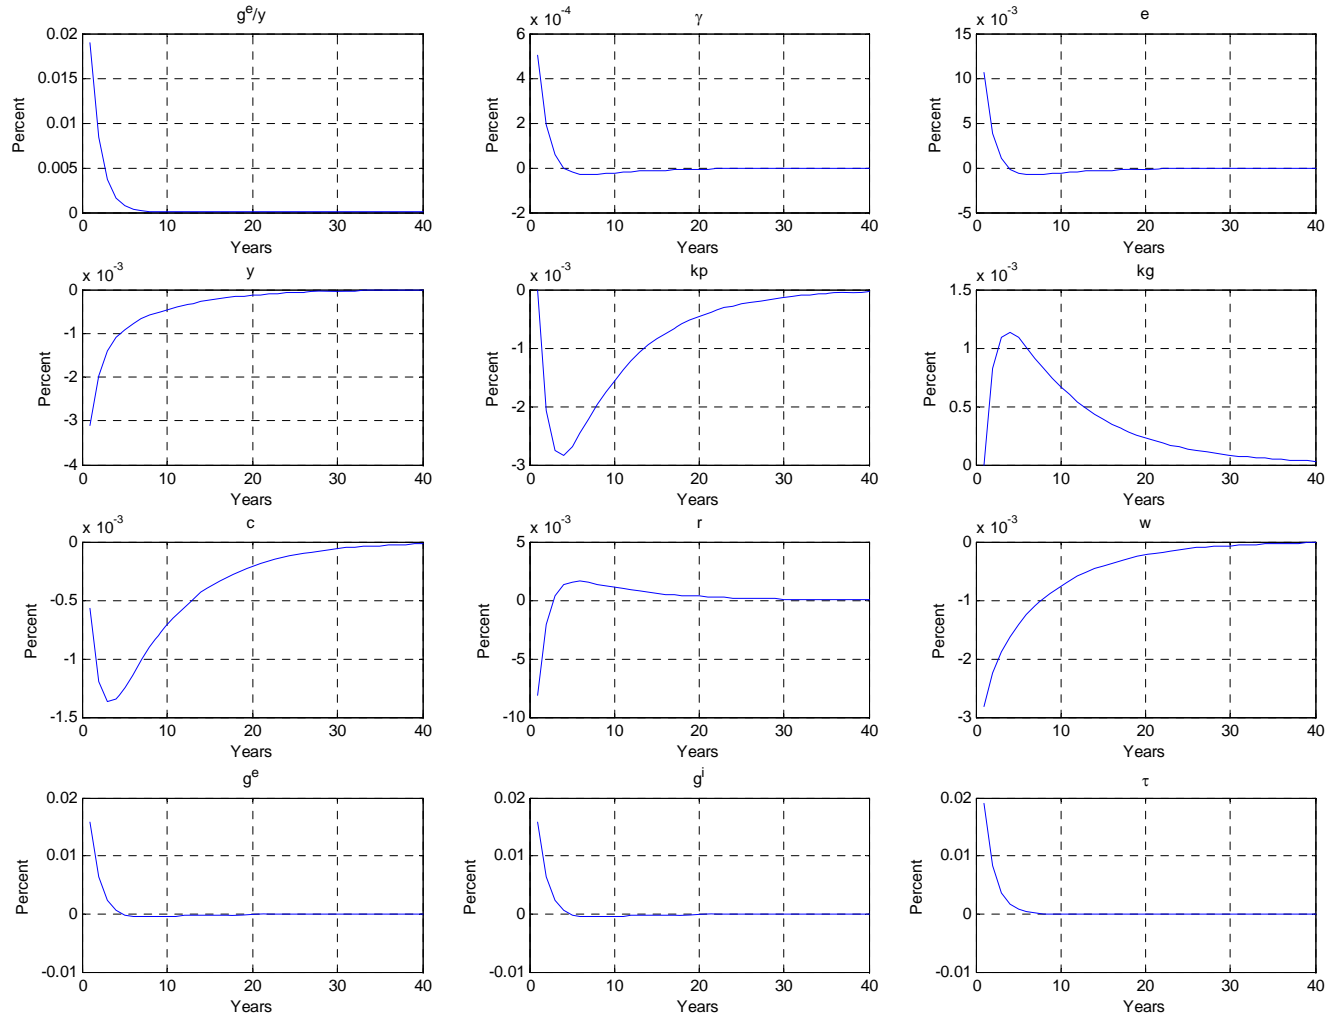 g^e/y
0.02
0.015
0.01
0.005
0
Percent
0 10 20 30 40
Years
γ
x 10^-4
6
4
2
0
-2
Percent
0 10 20 30 40
Years
e
x 10^-3
15
10
5
0
-5
Percent
0 10 20 30 40
Years
y
x 10^-3
0
-1
-2
-3
-4
Percent
0 10 20 30 40
Years
kp
x 10^-3
0
-1
-2
-3
Percent
0 10 20 30 40
Years
kg
x 10^-3
1.5
1
0.5
0
Percent
0 10 20 30 40
Years
c
x 10^-3
0
-0.5
-1
-1.5
Percent
0 10 20 30 40
Years
r
x 10^-3
5
0
-5
-10
Percent
0 10 20 30 40
Years
w
x 10^-3
0
-1
-2
-3
Percent
0 10 20 30 40
Years
g^e
0.02
0.01
0
-0.01
Percent
0 10 20 30 40
Years
g^i
0.02
0.01
0
-0.01
Percent
0 10 20 30 40
Years
τ
0.02
0.01
0
-0.01
Percent
0 10 20 30 40
Years